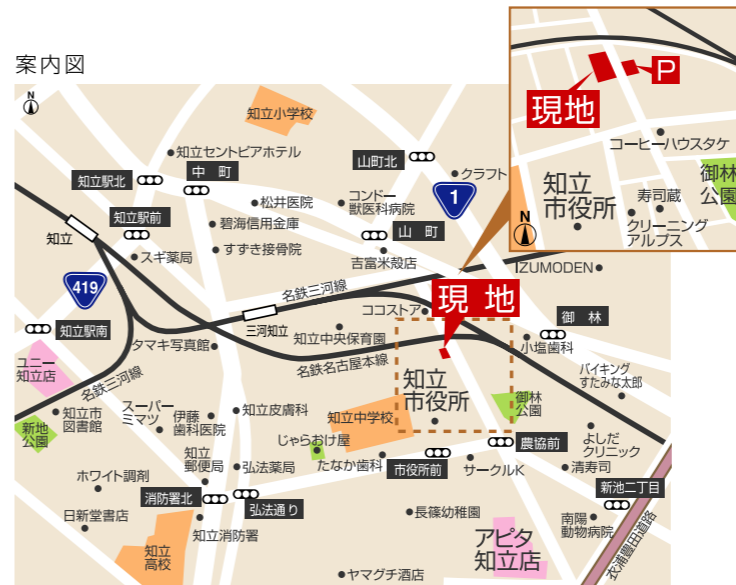 案内図
N
知立小学校
知立セントピアホテル
知立駅北
中 町
山町北
クラフト
1
松井医院
コンドー
獣医科病院
知立駅前
碧海信用金庫
山 町
知立
スギ薬局
すずき接骨院
吉富米殻店
IZUMODEN
419
名鉄三河線
ココストア
現 地
知立駅南
三河知立
知立中央保育園
御 林
タマキ写真館
小塩歯科
ユニー
知立店
名鉄三河線
名鉄名古屋本線
知立
市役所
バイキング
すたみな太郎
知立市
図書館
スーパー
ミマツ
伊藤
歯科医院
知立皮膚科
知立中学校
御林
公園
新地
公園
じゃらおけ屋
農協前
よしだ
クリニック
知立
郵便局
弘法薬局
たなか歯科
市役所前
サークルK
清寿司
ホワイト調剤
消防署北
弘法通り
新池二丁目
日新堂書店
知立消防署
長篠幼稚園
南陽
動物病院
知立
高校
アピタ
知立店
衣浦豊田道路
ヤマグチ酒店
P
現地
コーヒーハウスタケ
知立
市役所
寿司蔵
御林
公園
クリーニング
アルプス
N